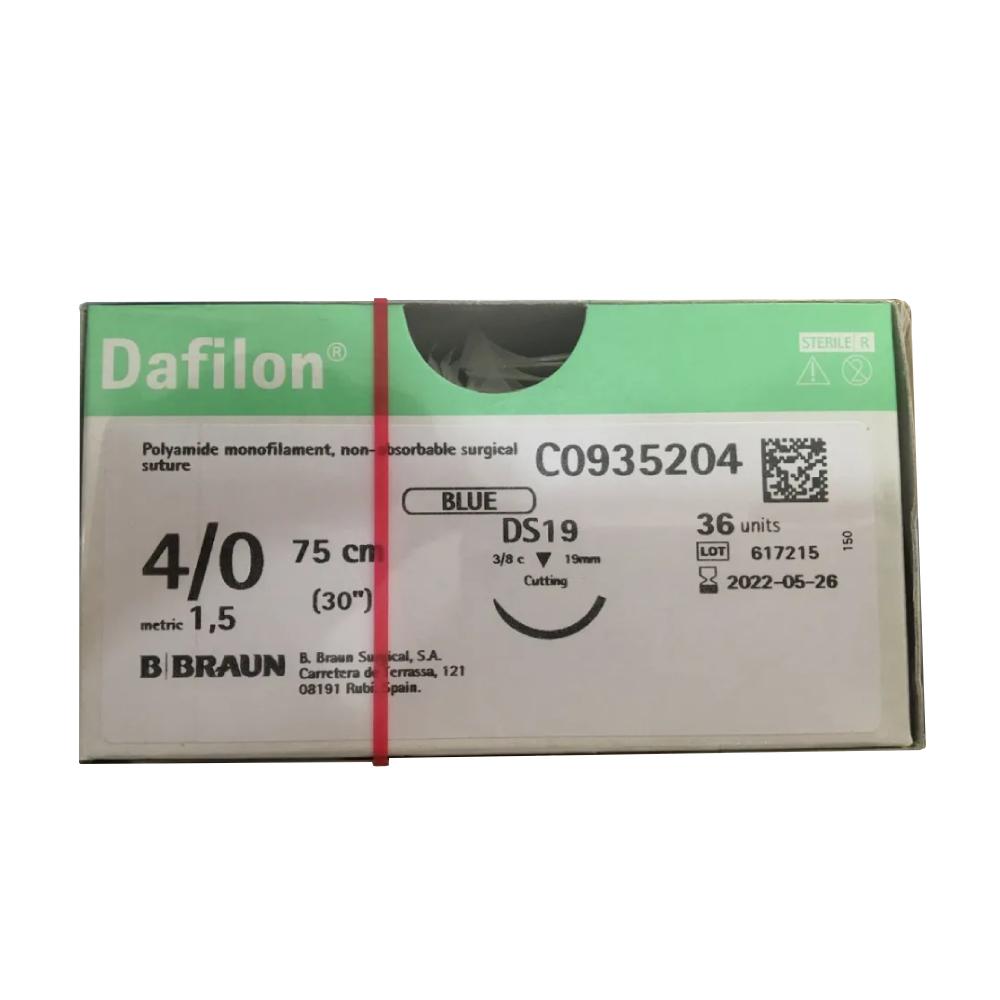 Dafilon®
STERILE R
Polyamide monofilament, non-absorbable surgical
suture
C0935204
BLUE
DS19
3/8 c 19mm
Cutting
36 units
LOT 617215
2022-05-26
150
4/0 75 cm
(30")
metric 1,5
B|BRAUN
B. Braun Surgical, S.A.
Carretera de Terrassa, 121
08191 Rubi Spain.